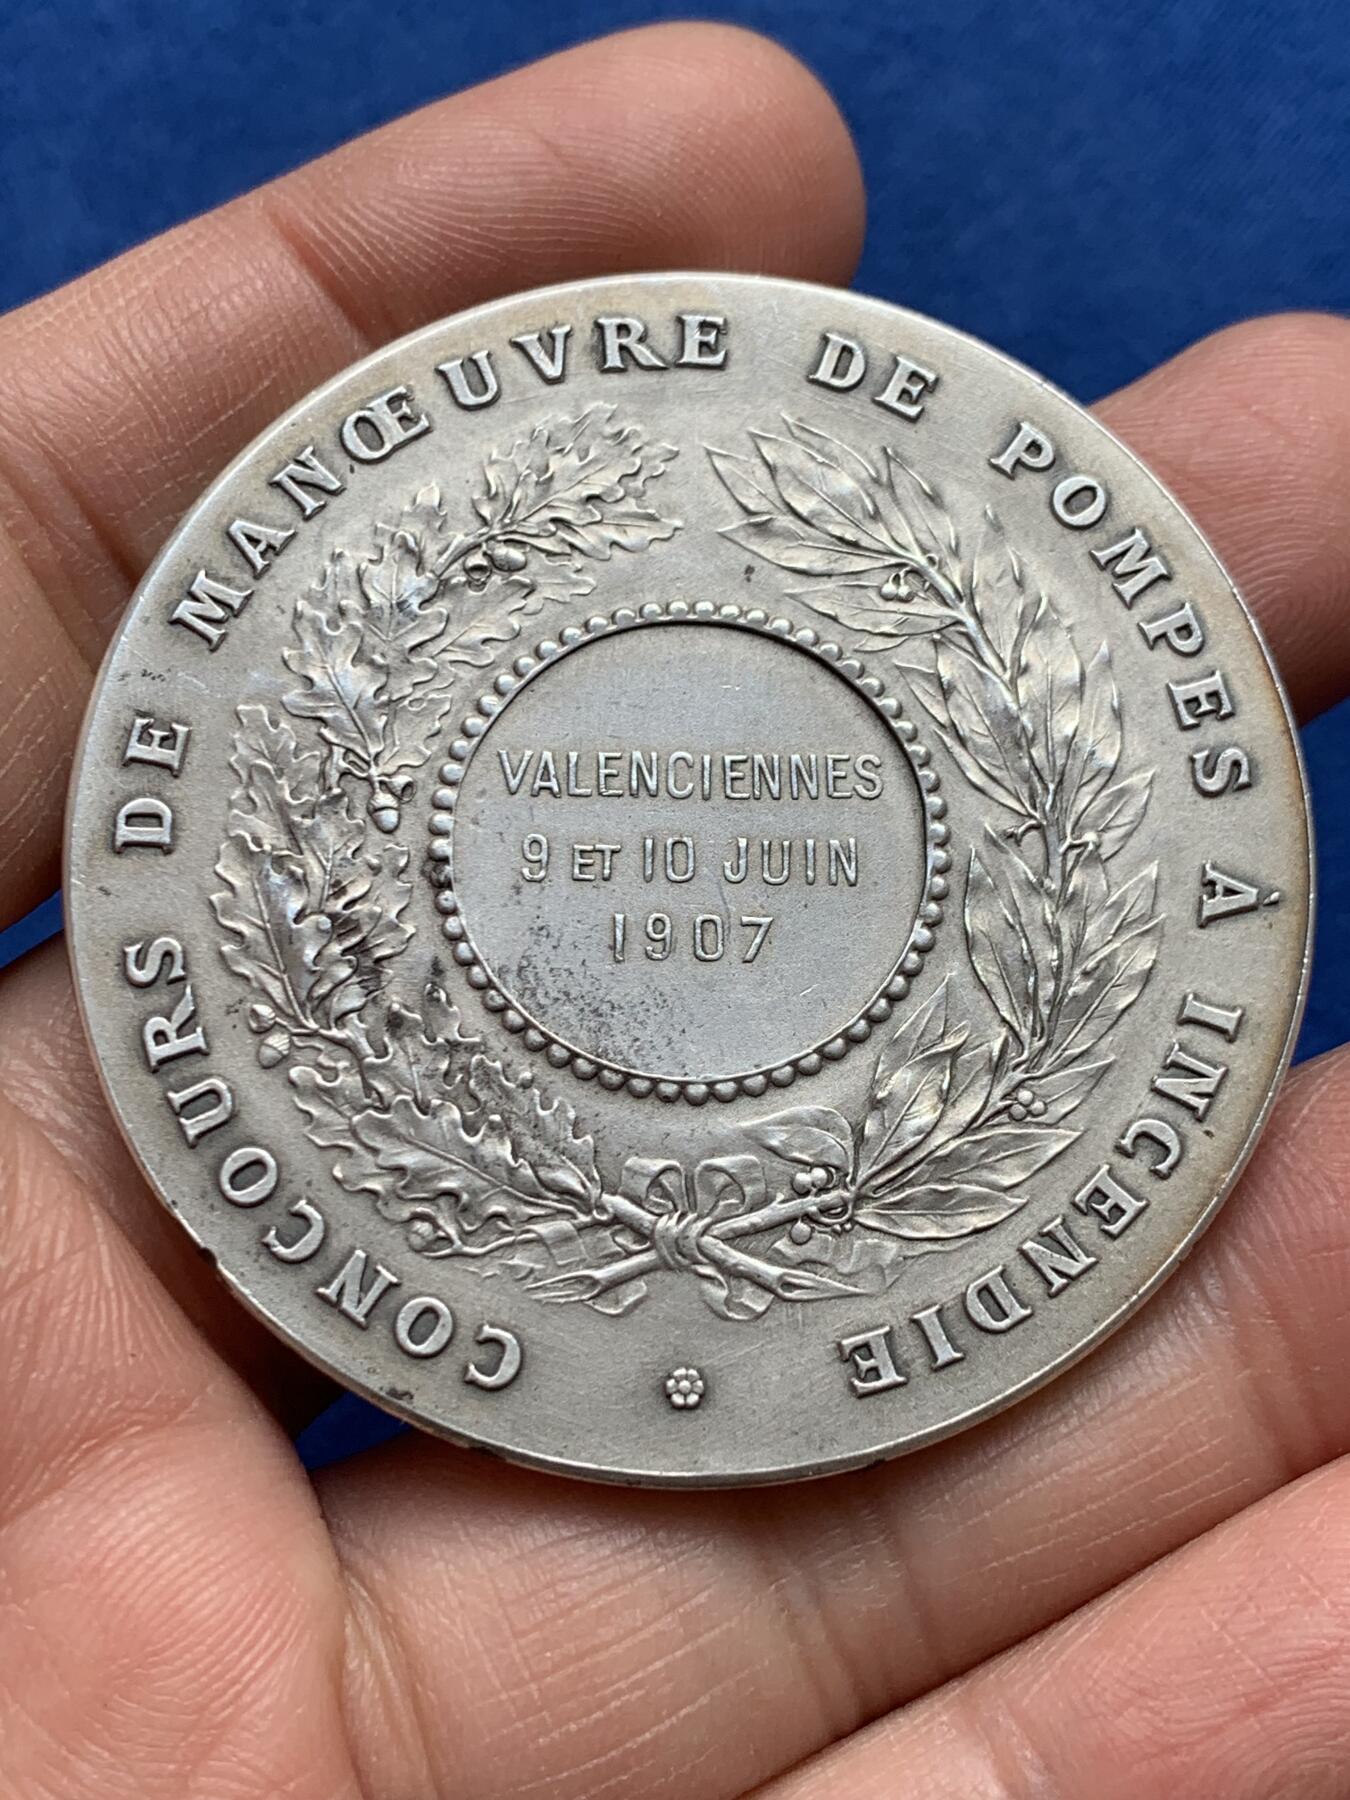 CONCOURS DE MANŒUVRE DE POMPES À INCENDIE
VALENCIENNES
9 ET 10 JUIN
1907